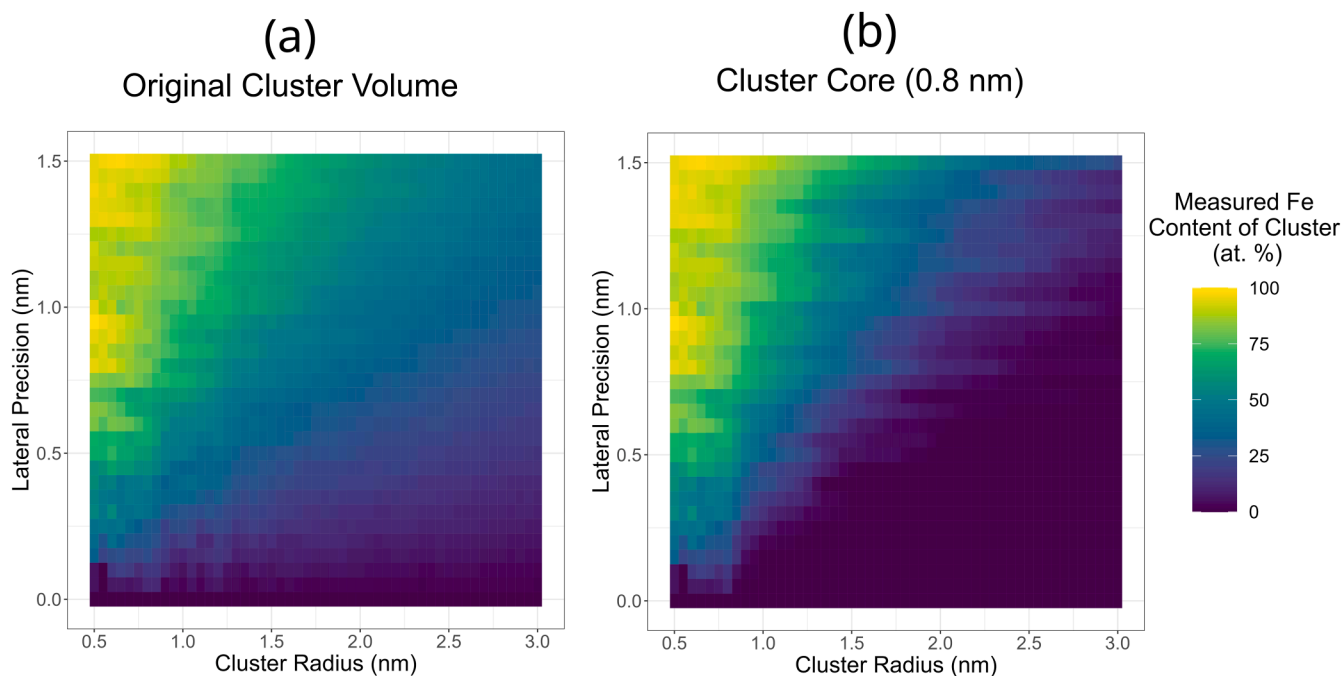 (a)
Original Cluster Volume
1.5
1.0
0.5
0.0
Lateral Precision (nm)
0.5 1.0 1.5 2.0 2.5 3.0
Cluster Radius (nm)
(b)
Cluster Core (0.8 nm)
1.5
1.0
0.5
0.0
Lateral Precision (nm)
0.5 1.0 1.5 2.0 2.5 3.0
Cluster Radius (nm)
Measured Fe
Content of Cluster
(at. %)
100
75
50
25
0